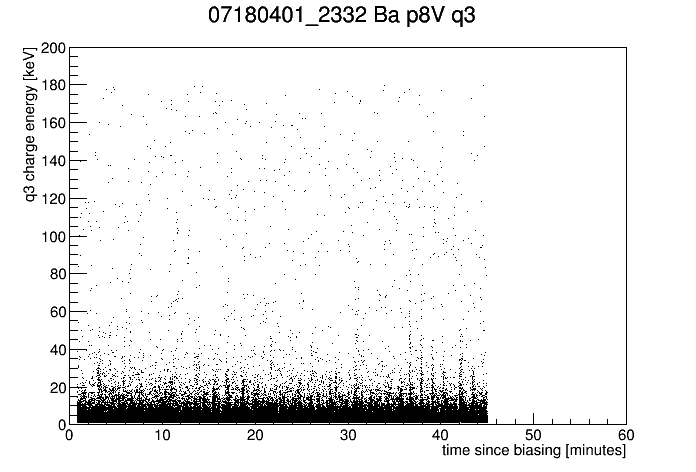 07180401_2332 Ba p8V q3
q3 charge energy [keV]
200
180
160
140
120
100
80
60
40
20
0
0 10 20 30 40 50 60
time since biasing [minutes]